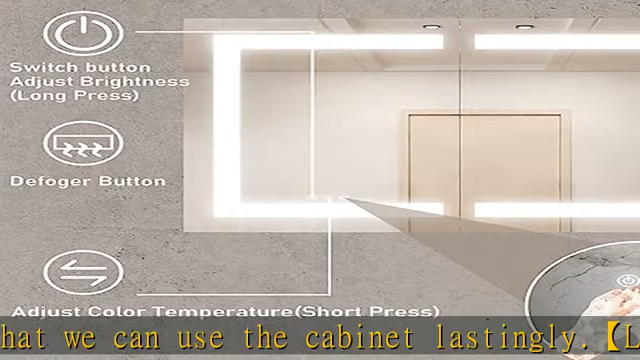 Switch button
Adjust Brightness
(Long Press)
Defoger Button
Adjust Color Temperature(Short Press)
hat we can use the cabinet lastingly.【L